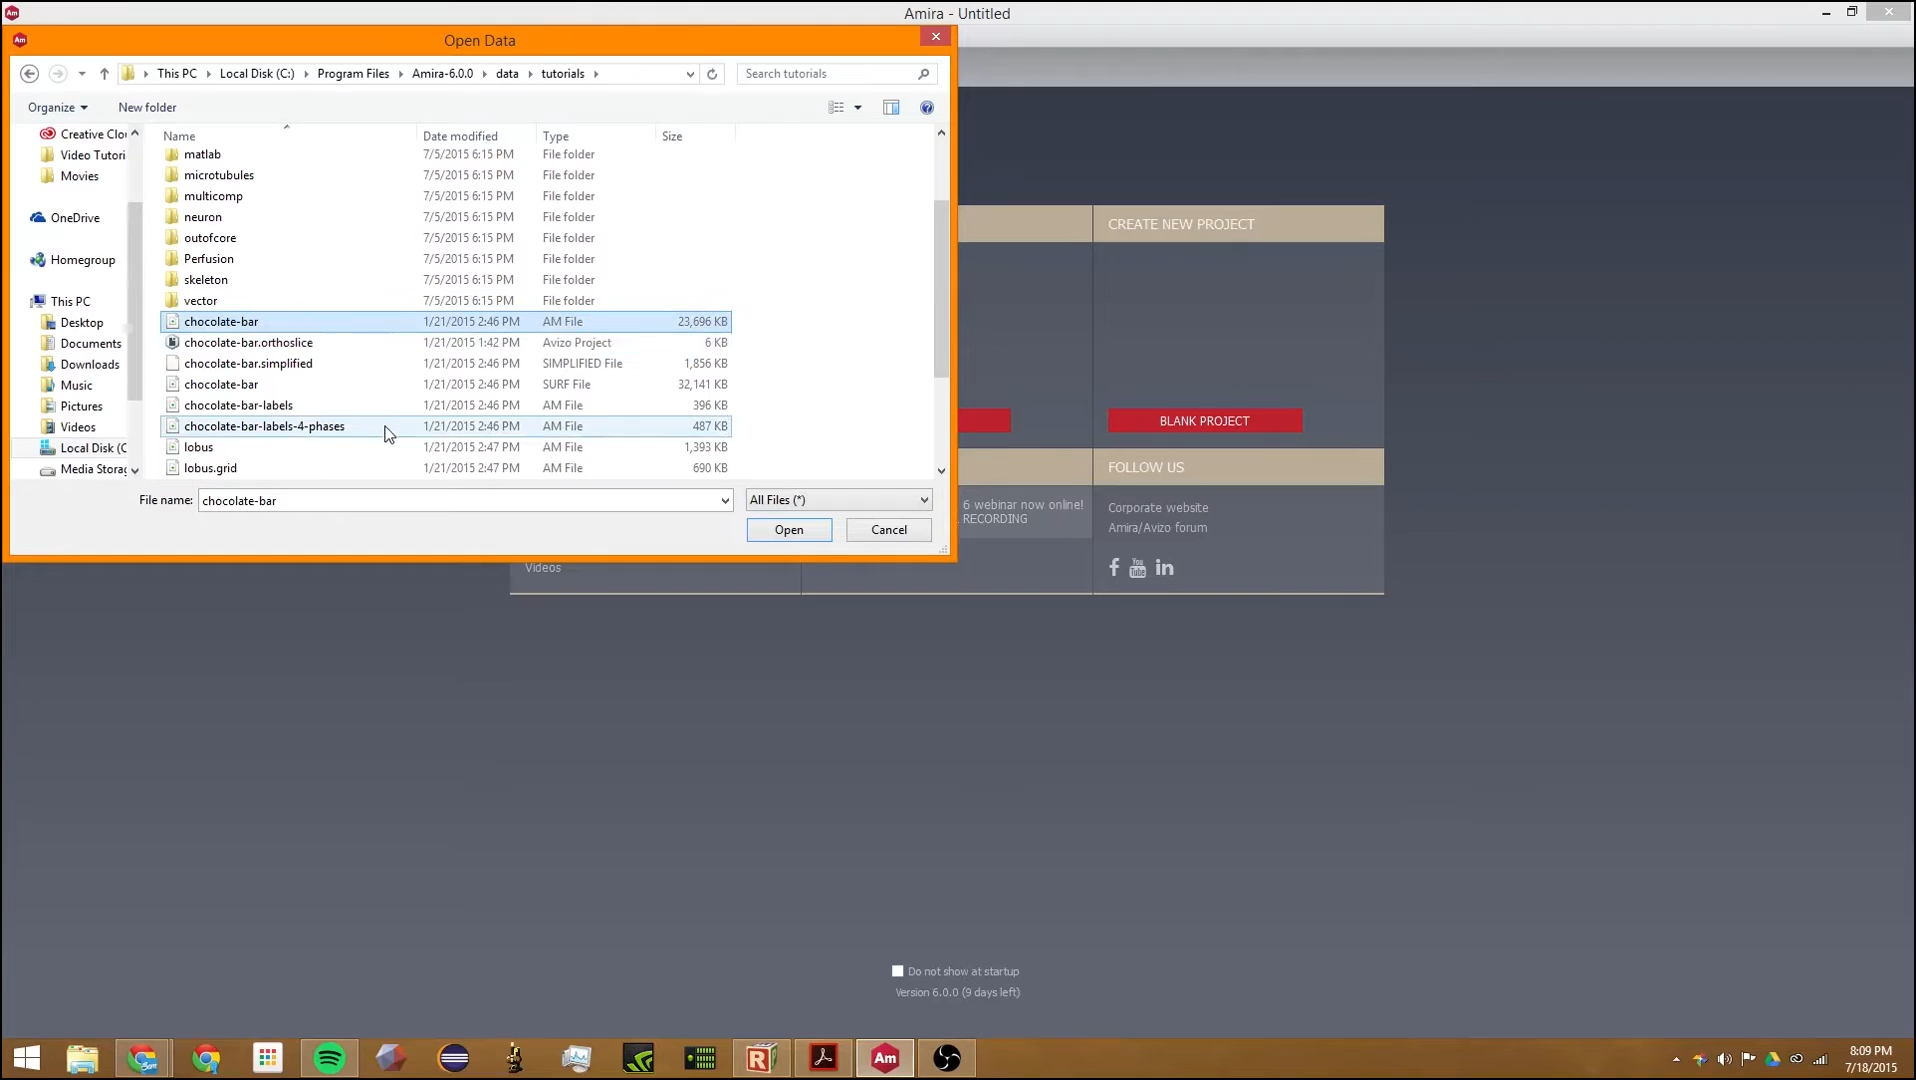 Amira - Untitled
Open Data
This PC Local Disk (C:) Program Files Amira-6.0.0 data tutorials
Search tutorials
Organize New folder
Name Date modified Type Size
Creative Clou
Video Tutori
Movies
OneDrive
Homegroup
This PC
Desktop
Documents
Downloads
Music
Pictures
Videos
Local Disk (C
Media Storag
matlab 7/5/2015 6:15 PM File folder
microtubules 7/5/2015 6:15 PM File folder
multicomp 7/5/2015 6:15 PM File folder
neuron 7/5/2015 6:15 PM File folder
outofcore 7/5/2015 6:15 PM File folder
Perfusion 7/5/2015 6:15 PM File folder
skeleton 7/5/2015 6:15 PM File folder
vector 7/5/2015 6:15 PM File folder
chocolate-bar 1/21/2015 2:46 PM AM File 23,696 KB
chocolate-bar.orthoslice 1/21/2015 1:42 PM Avizo Project 6 KB
chocolate-bar.simplified 1/21/2015 2:46 PM SIMPLIFIED File 1,856 KB
chocolate-bar 1/21/2015 2:46 PM SURF File 32,141 KB
chocolate-bar-labels 1/21/2015 2:46 PM AM File 396 KB
chocolate-bar-labels-4-phases 1/21/2015 2:46 PM AM File 487 KB
lobus 1/21/2015 2:47 PM AM File 1,393 KB
lobus.grid 1/21/2015 2:47 PM AM File 690 KB
File name: chocolate-bar All Files (*)
Open Cancel
CREATE NEW PROJECT
BLANK PROJECT
FOLLOW US
6 webinar now online!
RECORDING
Corporate website
Amira/Avizo forum
Videos
Do not show at startup
Version 6.0.0 (9 days left)
8:09 PM
7/18/2015